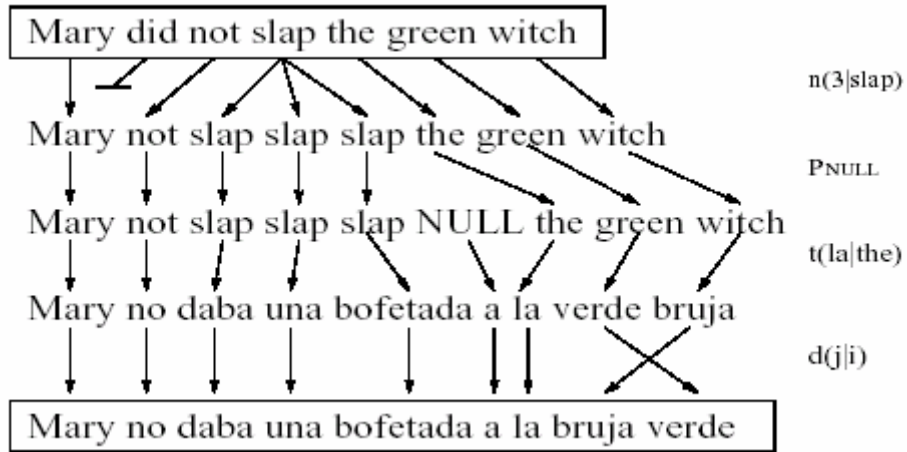 Mary did not slap the green witch
n(3|slap)
Mary not slap slap slap the green witch
PNULL
Mary not slap slap slap NULL the green witch
t(la|the)
Mary no daba una bofetada a la verde bruja
d(j|i)
Mary no daba una bofetada a la bruja verde